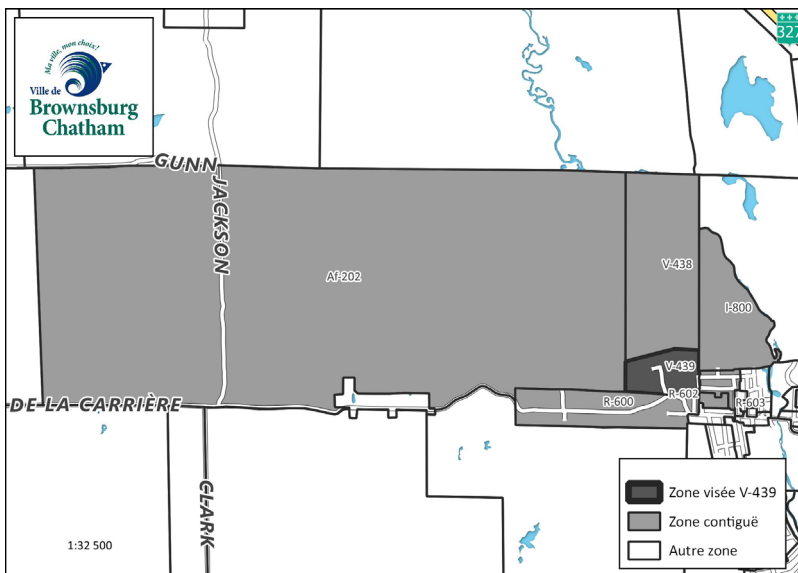 Ma ville, mon choix!
Ville de
Brownsburg
Chatham
327
GUNN
JACKSON
Af-202
V-438
I-800
V-439
R-602
R-600
R-603
DE LA CARRIÈRE
CLARK
1:32 500
Zone visée V-439
Zone contiguë
Autre zone